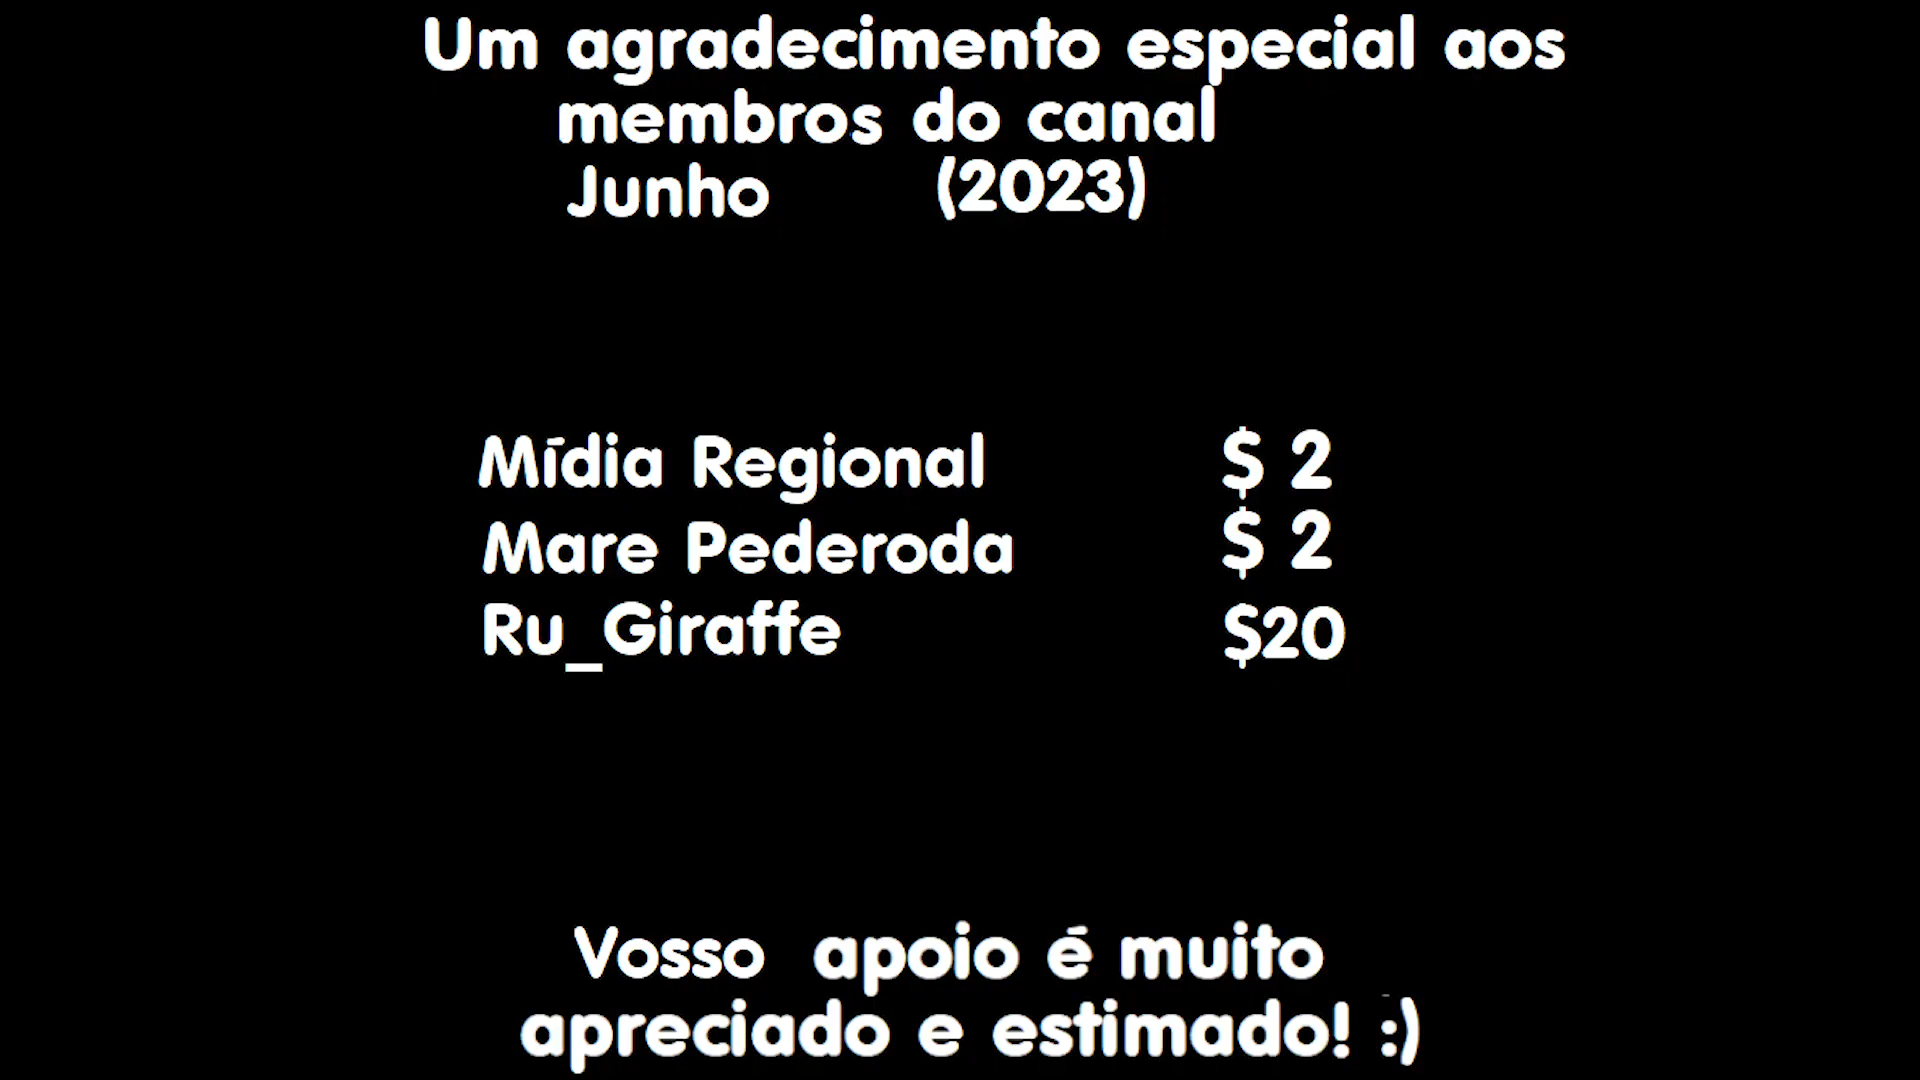 Um agradecimento especial aos
membros do canal
Junho (2023)
Mídia Regional $ 2
Mare Pederoda $ 2
Ru_Giraffe $20
Vosso apoio é muito
apreciado e estimado! :)